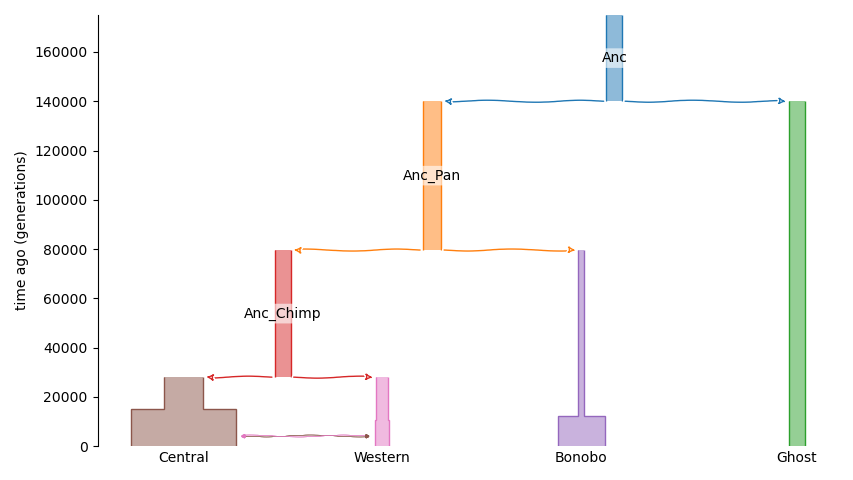 160000
Anc
140000
120000
Anc_Pan
100000
time ago (generations)
80000
60000
Anc_Chimp
40000
20000
0
Central Western Bonobo Ghost